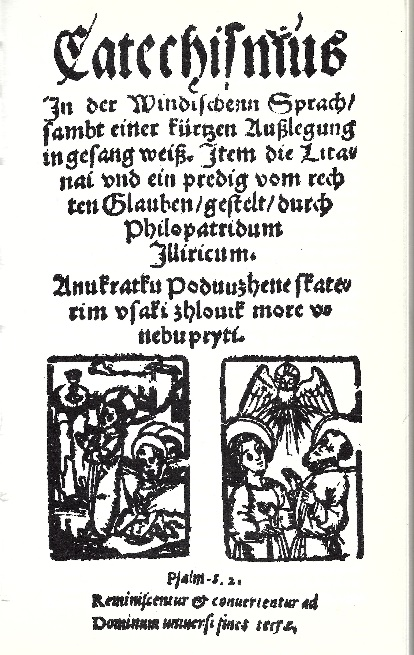 Catechismus
In der Windischenn Sprach/
sambt einer kürtzen Außlegung
in gesang weiß. Item die Lita⸗
nai vnd ein predig vom rech
ten Glauben/gestelt/durch
Philopatridum
Illiricum.
Anu kratku Poduuzhene skate⸗
rim vsaki zhlouik more v⸗
nebu pryti.
Psalm
Reminiscentur & conuertentur ad
Dominum uniuersi fines terræ.